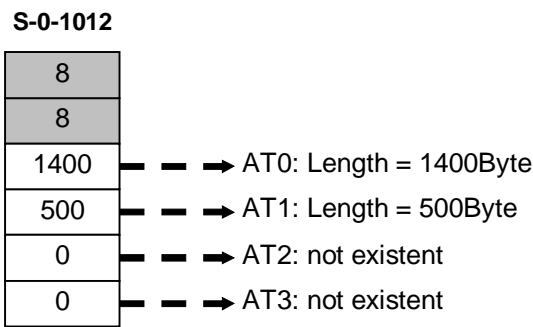 S-0-1012
8
8
1400 AT0: Length = 1400Byte
500 AT1: Length = 500Byte
0 AT2: not existent
0 AT3: not existent